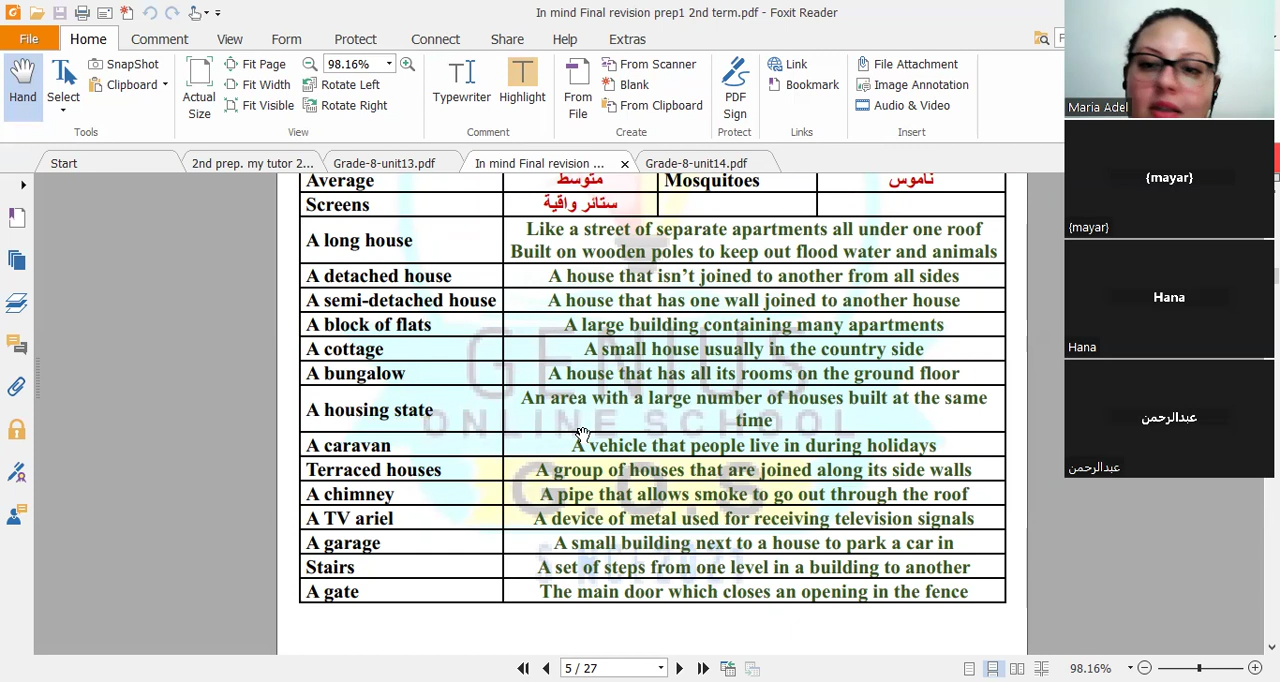 In mind Final revision prep1 2nd term.pdf - Foxit Reader
File Home Comment View Form Protect Connect Share Help Extras
Hand
Select
SnapShot
Clipboard
Tools
Actual Size
Fit Page
Fit Width
Fit Visible
98.16%
Rotate Left
Rotate Right
View
Typewriter
Highlight
Comment
From File
From Scanner
Blank
From Clipboard
Create
PDF Sign
Protect
Link
Bookmark
Links
File Attachment
Image Annotation
Audio & Video
Insert
Start
2nd prep. my tutor 2...
Grade-8-unit13.pdf
In mind Final revision ...
Grade-8-unit14.pdf
Average متوسط Mosquitoes ناموس
Screens ستائر واقية
A long house Like a street of separate apartments all under one roof
Built on wooden poles to keep out flood water and animals
A detached house A house that isn't joined to another from all sides
A semi-detached house A house that has one wall joined to another house
A block of flats A large building containing many apartments
A cottage A small house usually in the country side
A bungalow A house that has all its rooms on the ground floor
A housing state An area with a large number of houses built at the same
time
A caravan A vehicle that people live in during holidays
Terraced houses A group of houses that are joined along its side walls
A chimney A pipe that allows smoke to go out through the roof
A TV ariel A device of metal used for receiving television signals
A garage A small building next to a house to park a car in
Stairs A set of steps from one level in a building to another
A gate The main door which closes an opening in the fence
GENIUS
ONLINE SCHOOL
G.O.S
5 / 27
98.16%
Maria Adel
{mayar}
{mayar}
Hana
Hana
عبدالرحمن
عبدالرحمن